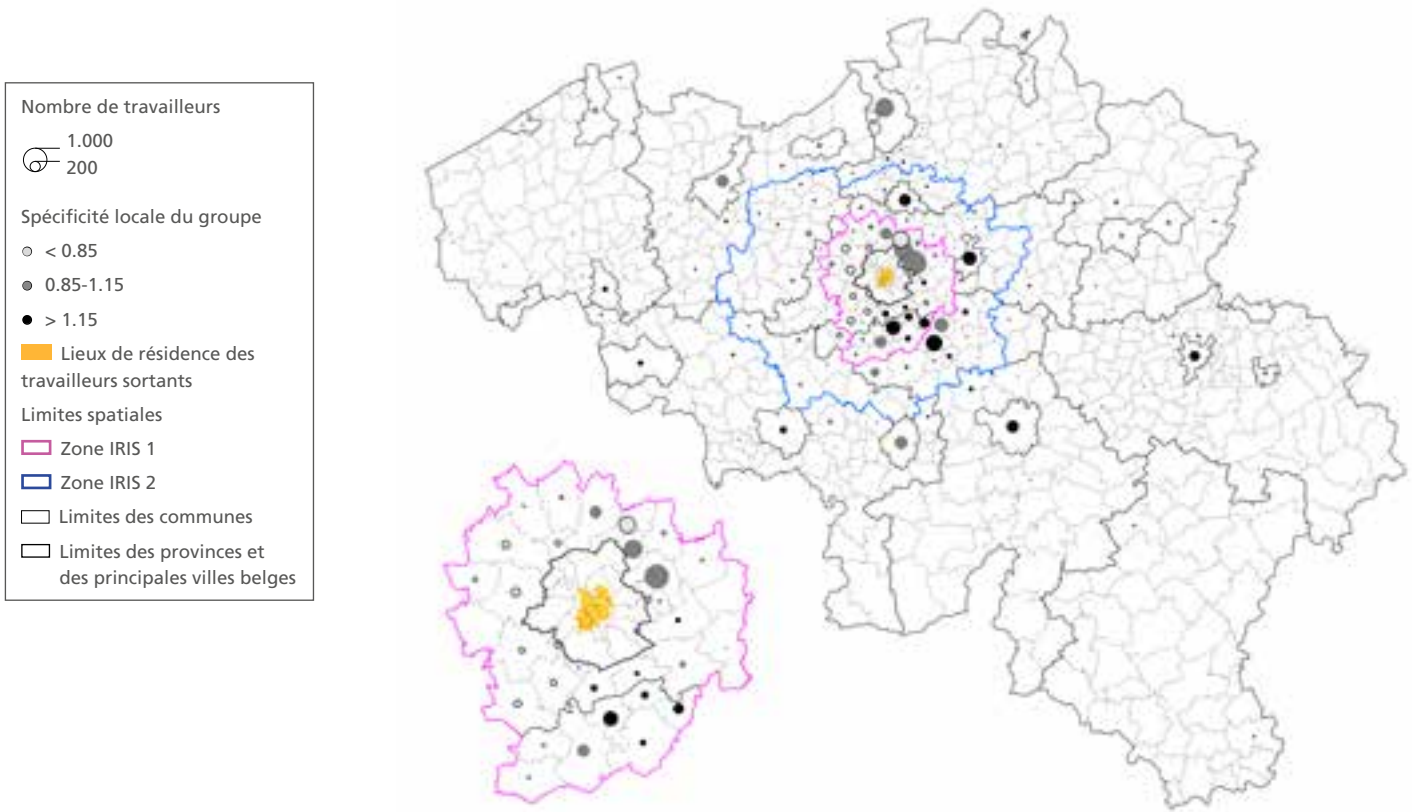 Nombre de travailleurs
1.000
200
Spécificité locale du groupe
< 0.85
0.85-1.15
> 1.15
Lieux de résidence des
travailleurs sortants
Limites spatiales
Zone IRIS 1
Zone IRIS 2
Limites des communes
Limites des provinces et
des principales villes belges